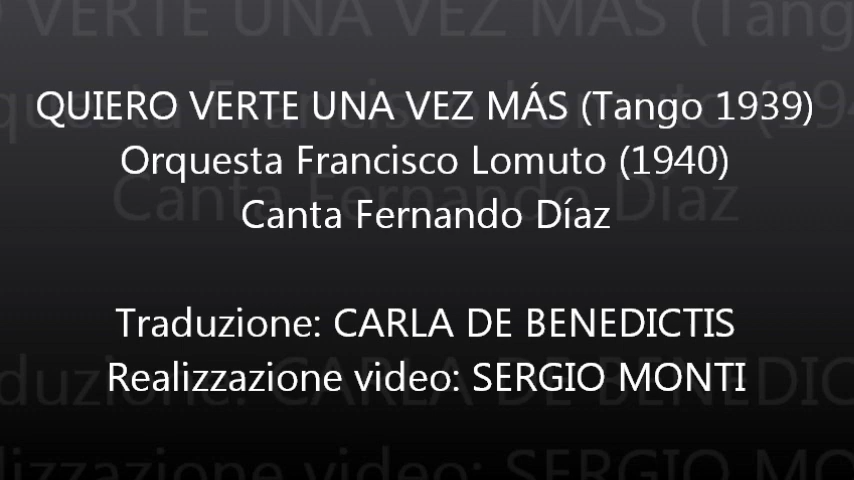 QUIERO VERTE UNA VEZ MÁS (Tango 1939)
Orquesta Francisco Lomuto (1940)
Canta Fernando Díaz
Traduzione: CARLA DE BENEDICTIS
Realizzazione video: SERGIO MONTI